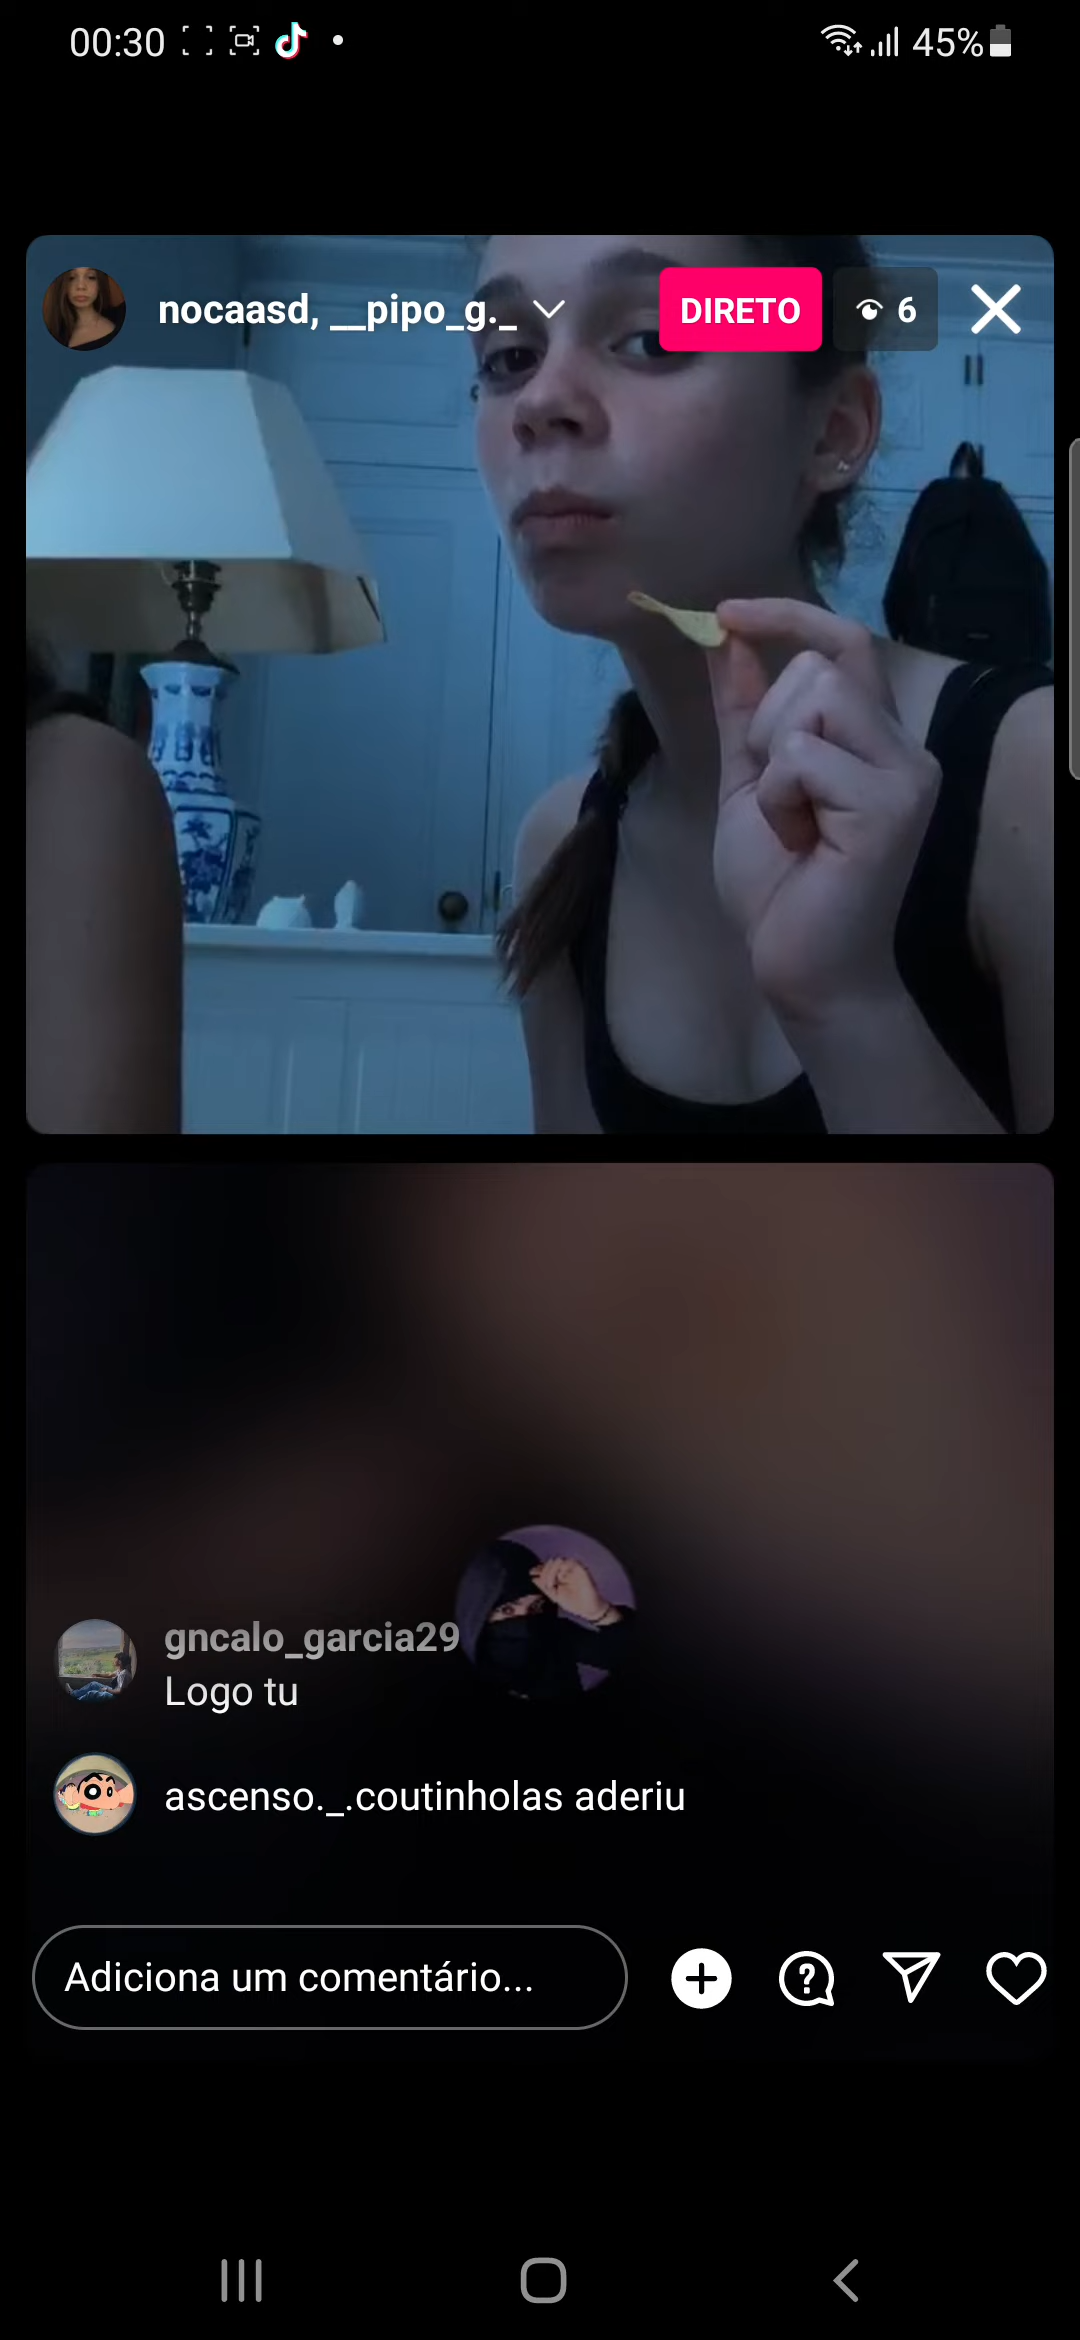 00:30
45%
nocaasd, __pipo_g._
DIRETO
6
gncalo_garcia29
Logo tu
ascenso._.coutinholas aderiu
Adiciona um comentário...